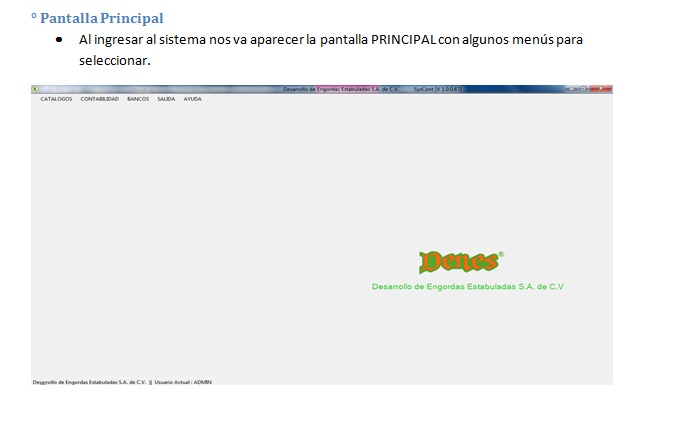 ° Pantalla Principal
• Al ingresar al sistema nos va aparecer la pantalla PRINCIPAL con algunos menús para
seleccionar.
Desarrollo de Engordas Estabuladas S.A. de C.V. SysCont [V 1.0.0.67]
CATALOGOS CONTABILIDAD BANCOS SALIDA AYUDA
Denes®
Desarrollo de Engordas Estabuladas S.A. de C.V
Desarrollo de Engordas Estabuladas S.A. de C.V. || Usuario Actual : ADMIN